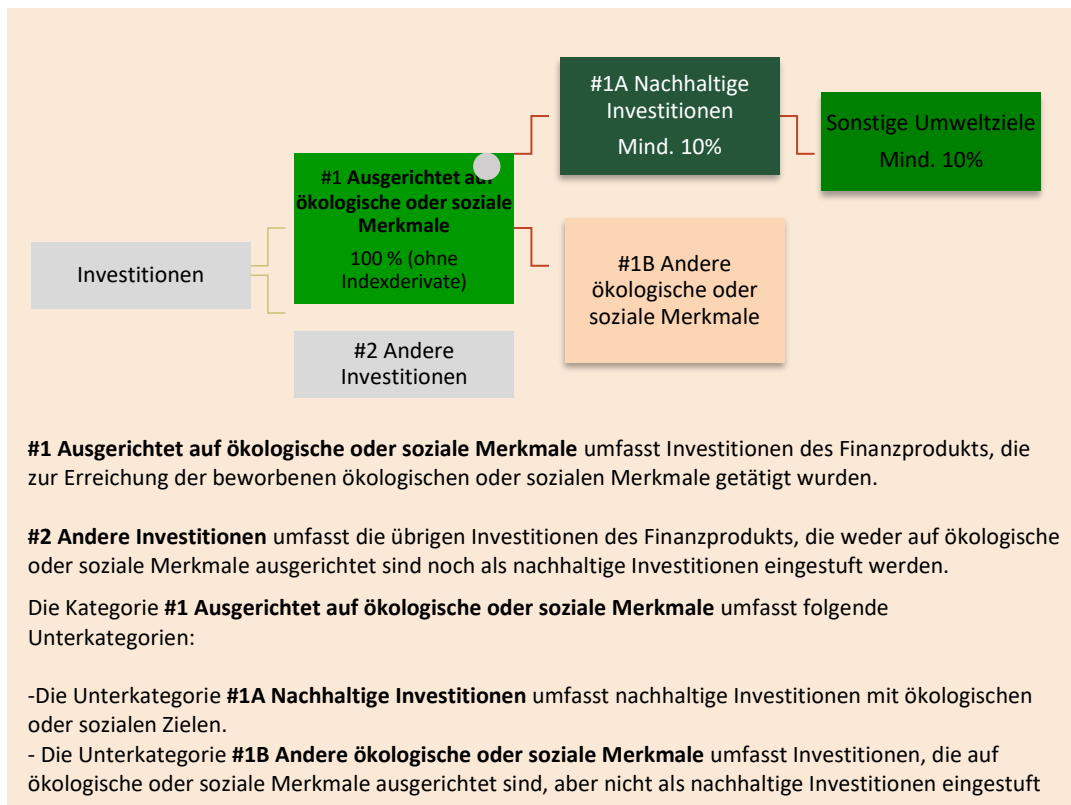 #1A Nachhaltige
Investitionen
Mind. 10%
Sonstige Umweltziele
Mind. 10%
#1 Ausgerichtet auf
ökologische oder soziale
Merkmale
100 % (ohne
Indexderivate)
Investitionen
#1B Andere
ökologische oder
soziale Merkmale
#2 Andere
Investitionen
#1 Ausgerichtet auf ökologische oder soziale Merkmale umfasst Investitionen des Finanzprodukts, die
zur Erreichung der beworbenen ökologischen oder sozialen Merkmale getätigt wurden.
#2 Andere Investitionen umfasst die übrigen Investitionen des Finanzprodukts, die weder auf ökologische
oder soziale Merkmale ausgerichtet sind noch als nachhaltige Investitionen eingestuft werden.
Die Kategorie #1 Ausgerichtet auf ökologische oder soziale Merkmale umfasst folgende
Unterkategorien:
-Die Unterkategorie #1A Nachhaltige Investitionen umfasst nachhaltige Investitionen mit ökologischen
oder sozialen Zielen.
- Die Unterkategorie #1B Andere ökologische oder soziale Merkmale umfasst Investitionen, die auf
ökologische oder soziale Merkmale ausgerichtet sind, aber nicht als nachhaltige Investitionen eingestuft